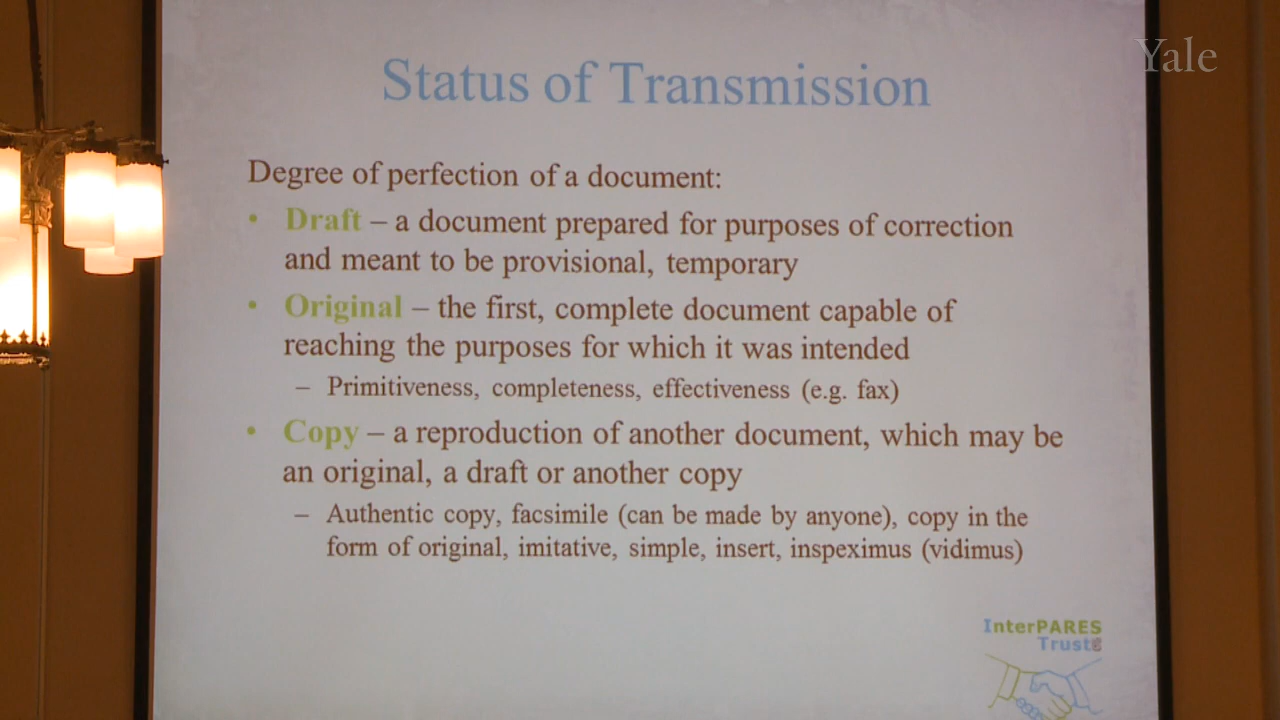 Yale
Status of Transmission
Degree of perfection of a document:
• Draft – a document prepared for purposes of correction
and meant to be provisional, temporary
• Original – the first, complete document capable of
reaching the purposes for which it was intended
– Primitiveness, completeness, effectiveness (e.g. fax)
• Copy – a reproduction of another document, which may be
an original, a draft or another copy
– Authentic copy, facsimile (can be made by anyone), copy in the
form of original, imitative, simple, insert, inspeximus (vidimus)
InterPARES
Trust